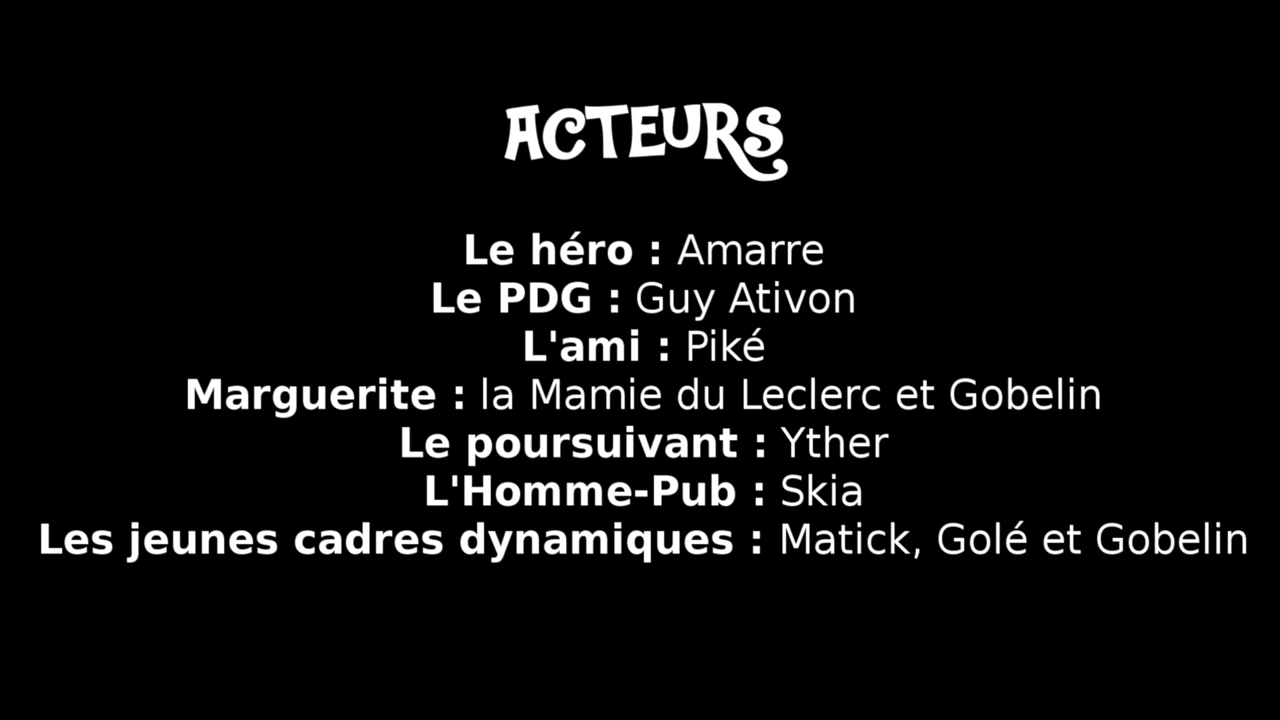 ACTEURS
Le héro : Amarre
Le PDG : Guy Ativon
L'ami : Piké
Marguerite : la Mamie du Leclerc et Gobelin
Le poursuivant : Yther
L'Homme-Pub : Skia
Les jeunes cadres dynamiques : Matick, Golé et Gobelin